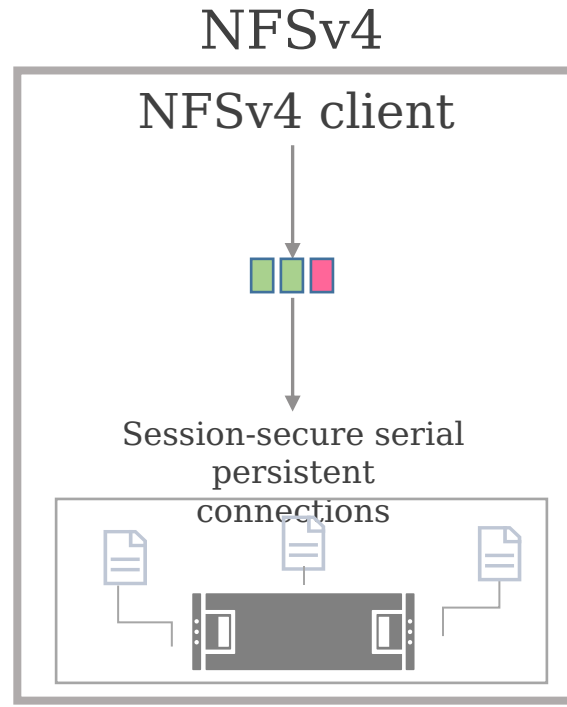 NFSv4
NFSv4 client
Session-secure serial
persistent
connections